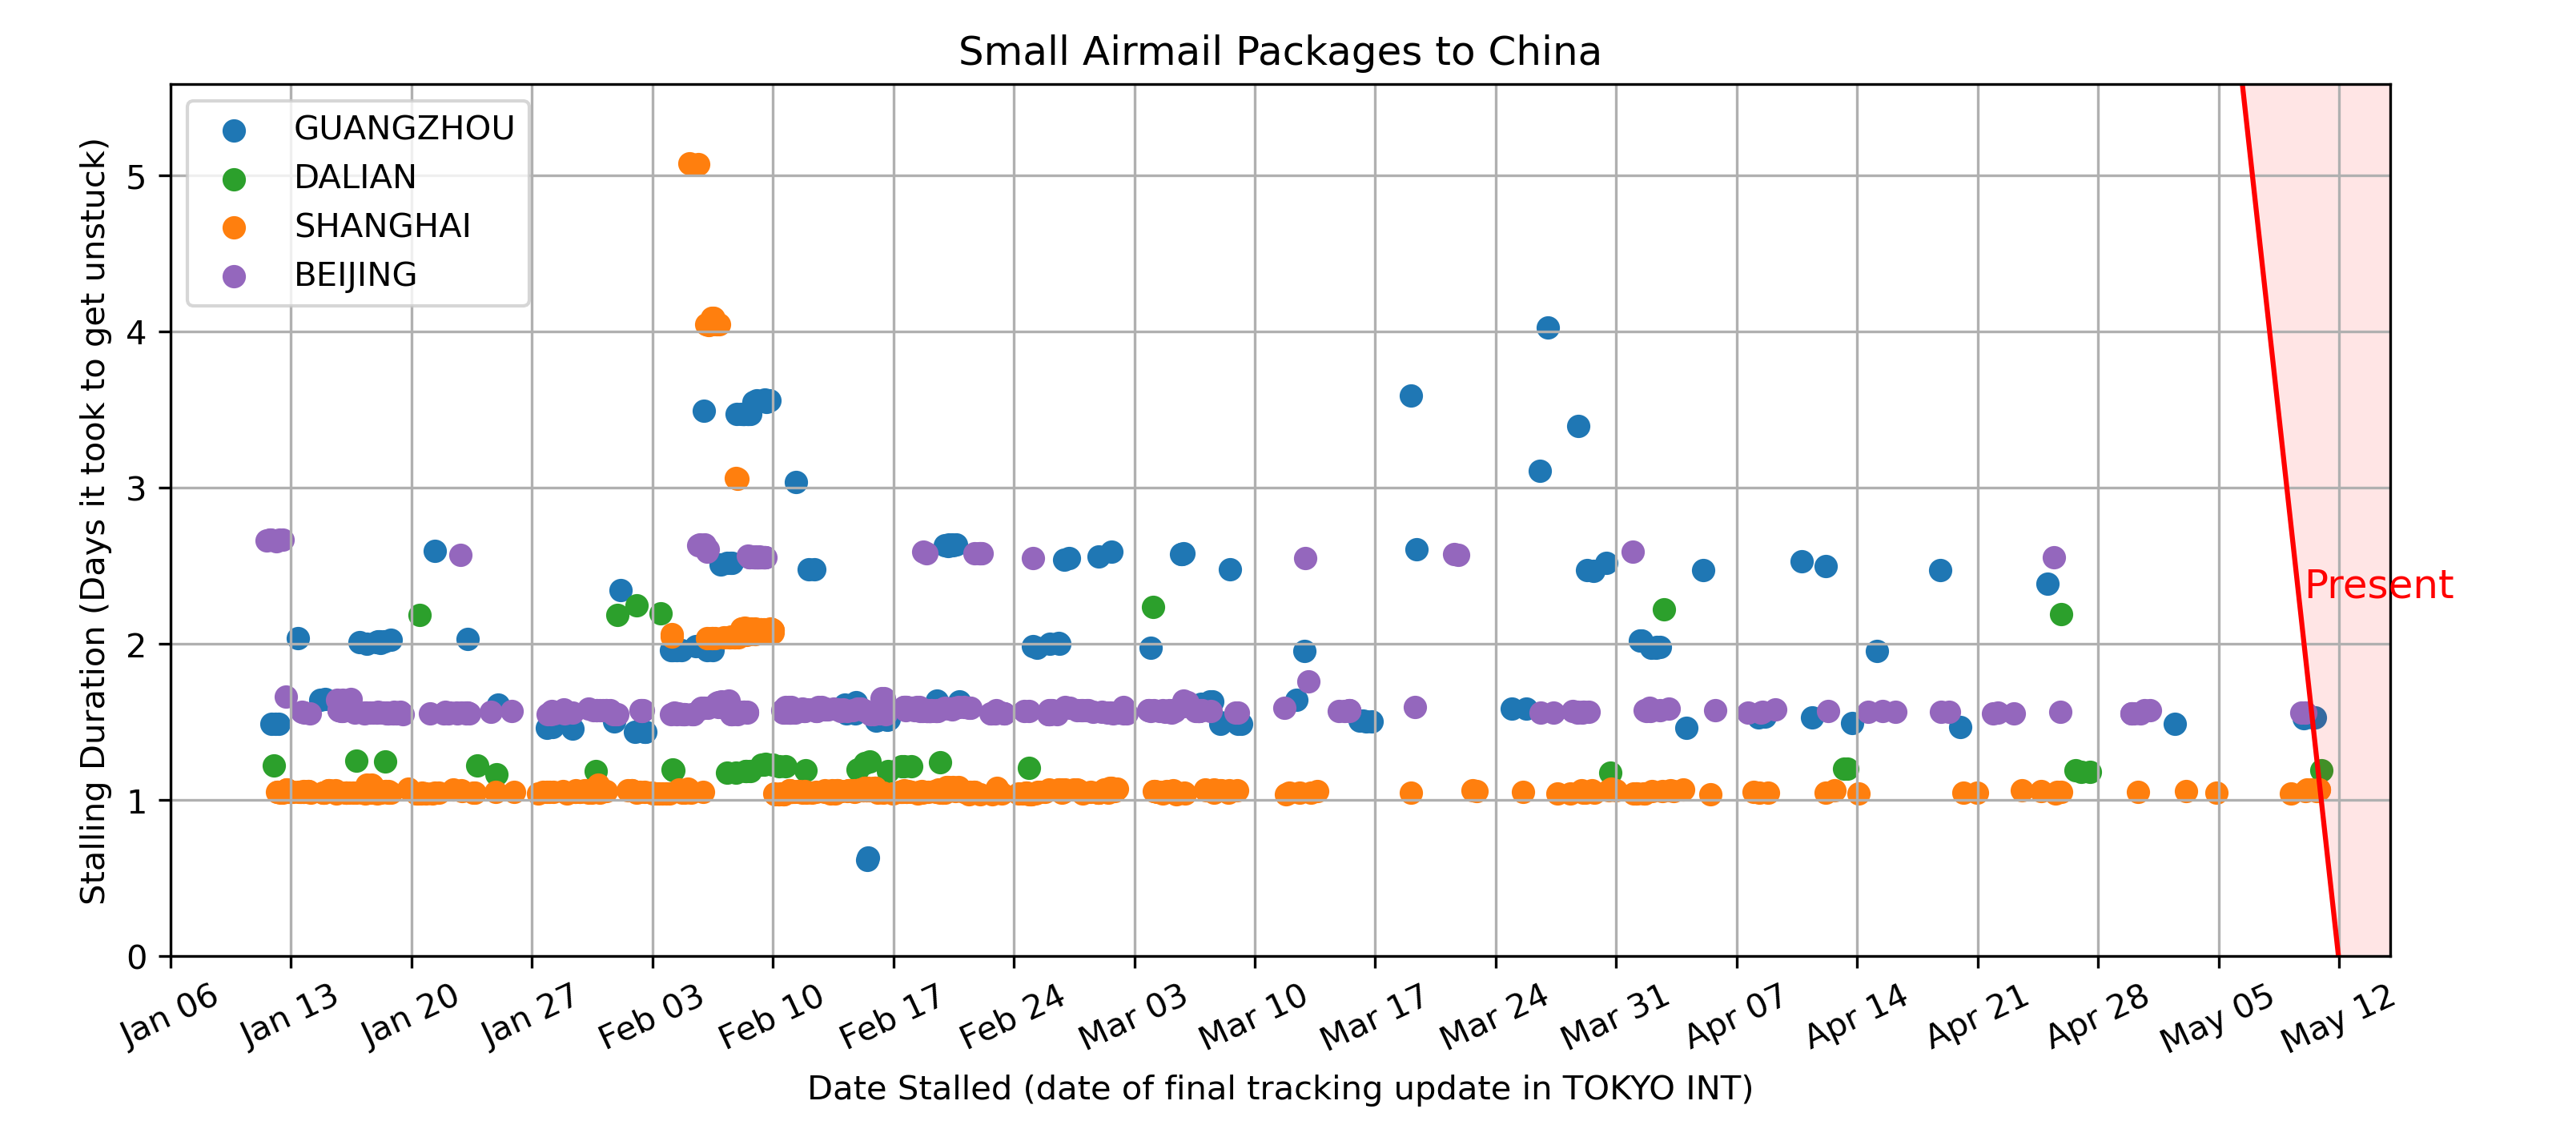 Small Airmail Packages to China
GUANGZHOU
DALIAN
SHANGHAI
BEIJING
Stalling Duration (Days it took to get unstuck)
5
4
3
2
1
0
Present
Jan 06
Jan 13
Jan 20
Jan 27
Feb 03
Feb 10
Feb 17
Feb 24
Mar 03
Mar 10
Mar 17
Mar 24
Mar 31
Apr 07
Apr 14
Apr 21
Apr 28
May 05
May 12
Date Stalled (date of final tracking update in TOKYO INT)